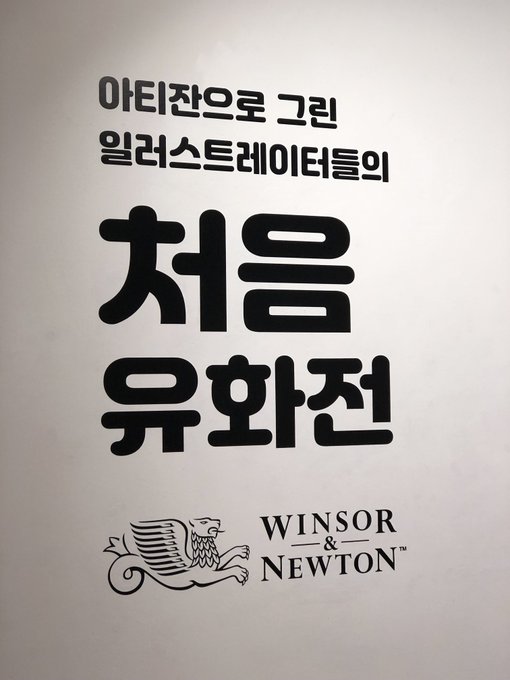 아티잔으로 그린
일러스트레이터들의
처음
유화전
WINSOR
&
NEWTON™